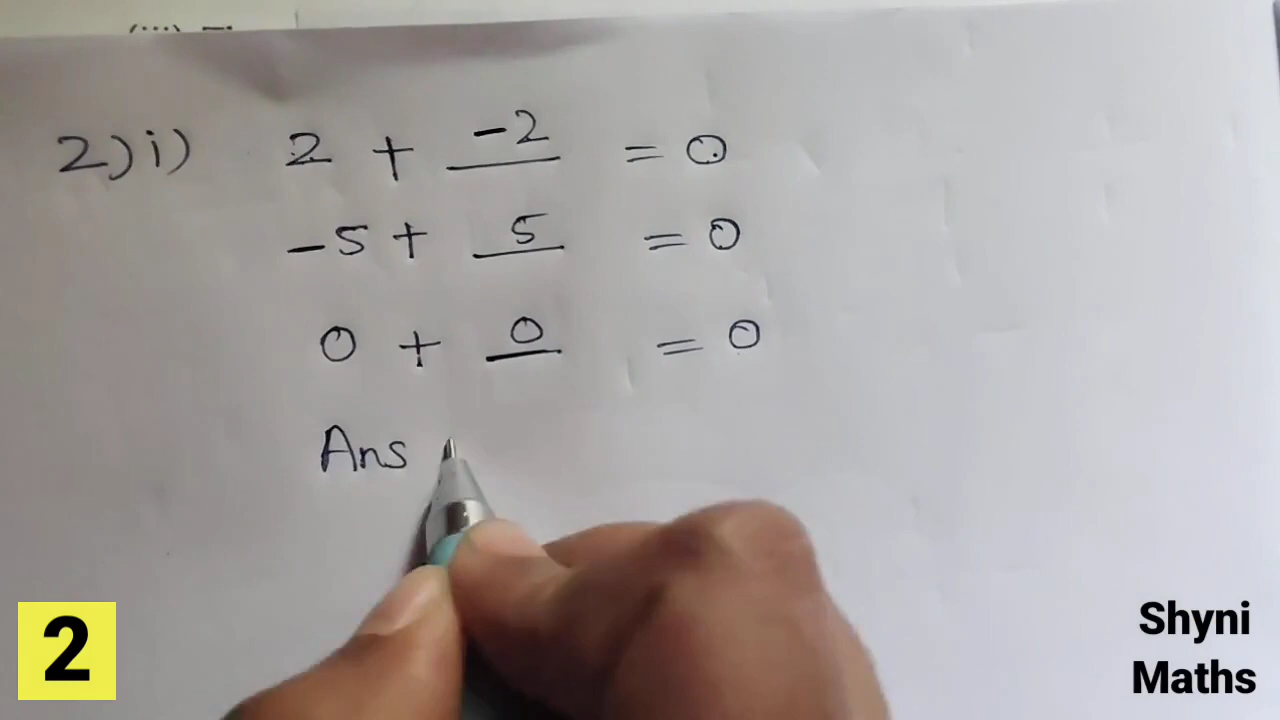 2) i) 2 + -2 = 0
-5 + 5 = 0
0 + 0 = 0
Ans
2
Shyni
Maths